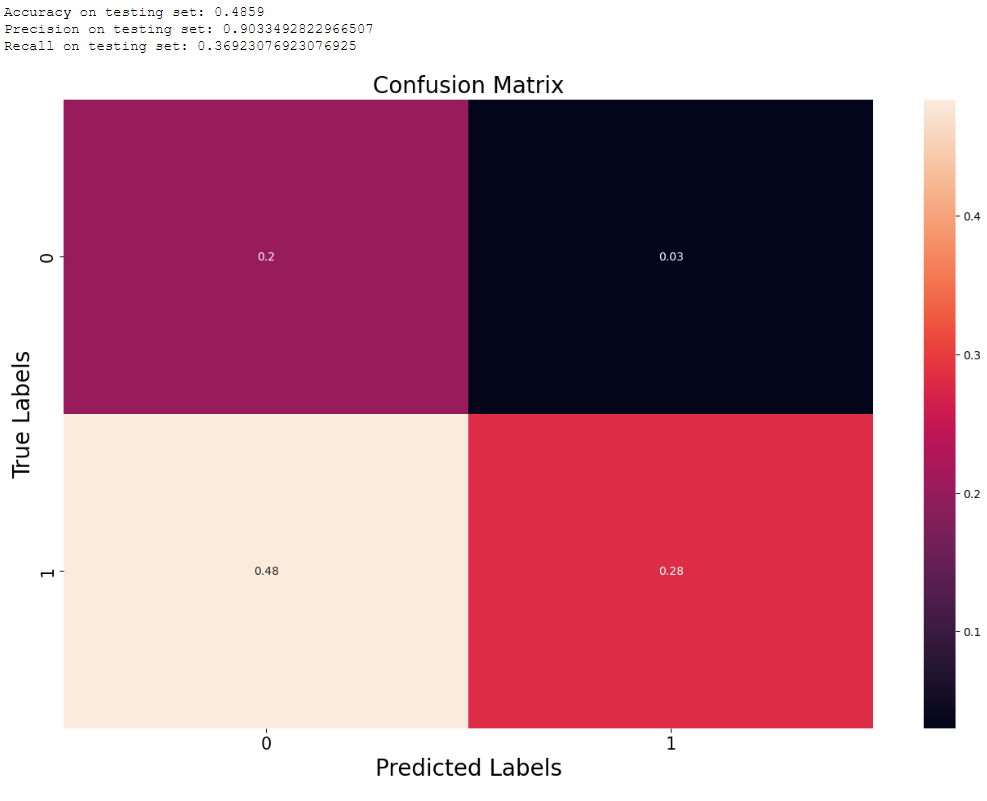 Accuracy on testing set: 0.4859
Precision on testing set: 0.9033492822966507
Recall on testing set: 0.36923076923076925
Confusion Matrix
0.2
0.03
0.48
0.28
0
1
True Labels
0
1
Predicted Labels
0.4
0.3
0.2
0.1